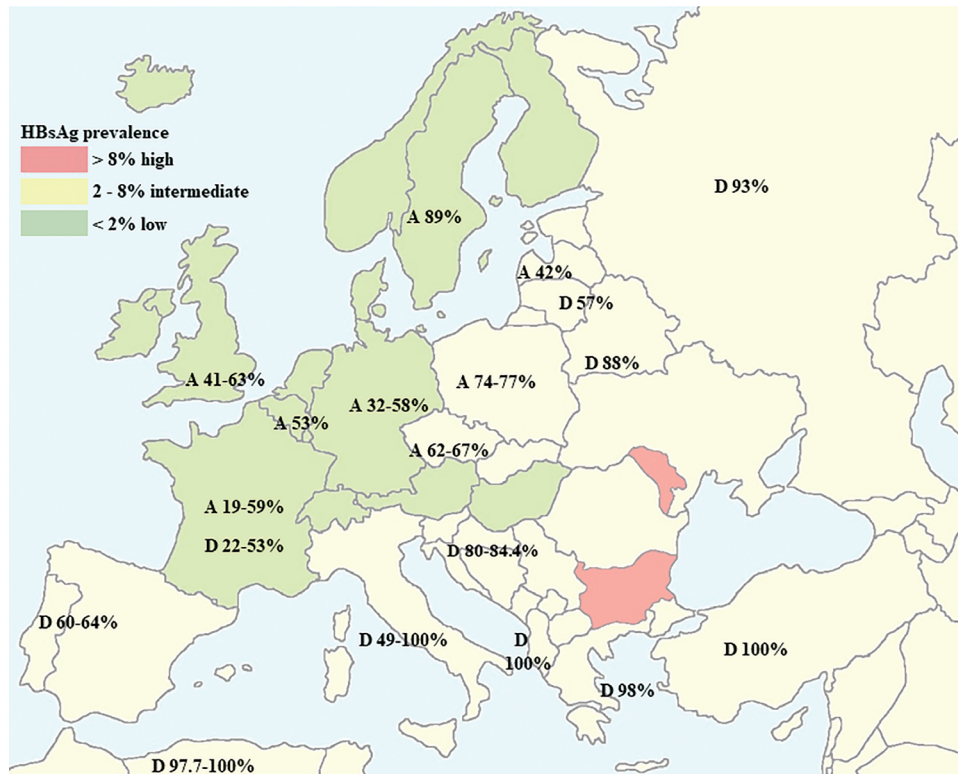 HBsAg prevalence
> 8% high
2 - 8% intermediate
< 2% low
D 93%
A 89%
A 42%
D 57%
D 88%
A 41-63%
A 74-77%
A 32-58%
A 53%
A 62-67%
A 19-59%
D 22-53%
D 80-84.4%
D 60-64%
D 49-100%
D
100%
D 100%
D 98%
D 97.7-100%